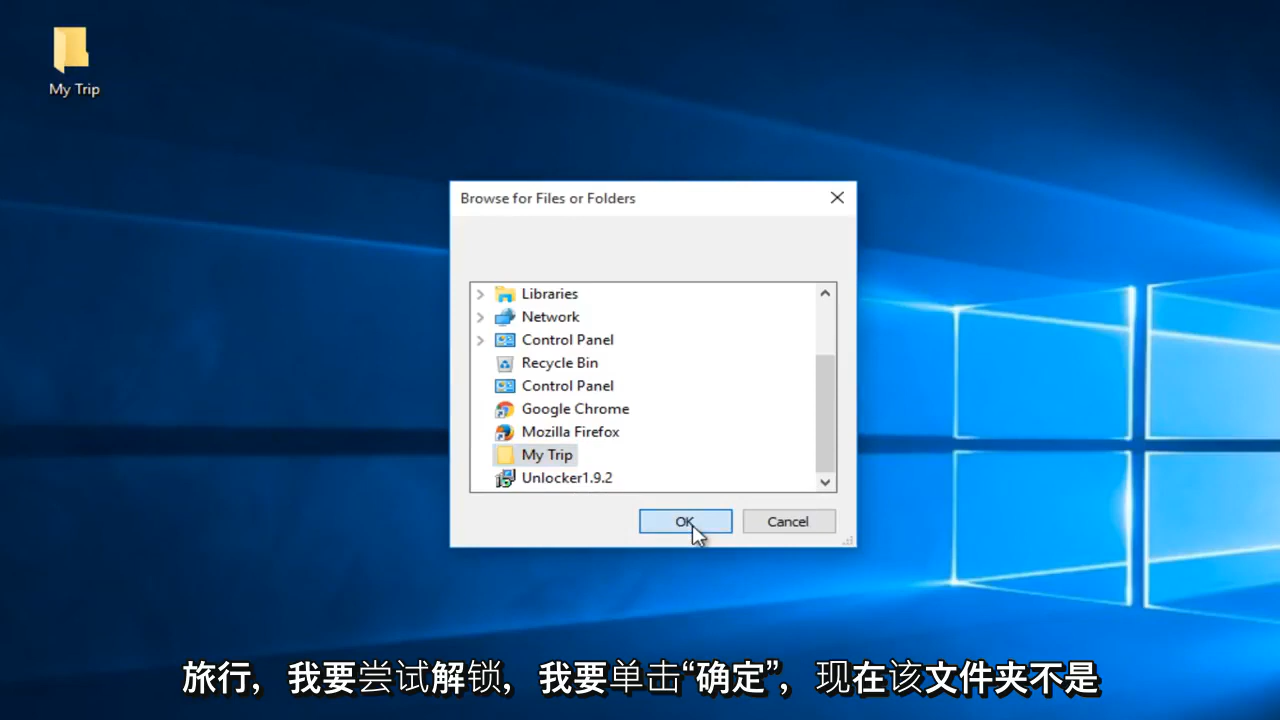 My Trip
Browse for Files or Folders
Libraries
Network
Control Panel
Recycle Bin
Control Panel
Google Chrome
Mozilla Firefox
My Trip
Unlocker1.9.2
OK
Cancel
旅行，我要尝试解锁，我要单击“确定”，现在该文件夹不是